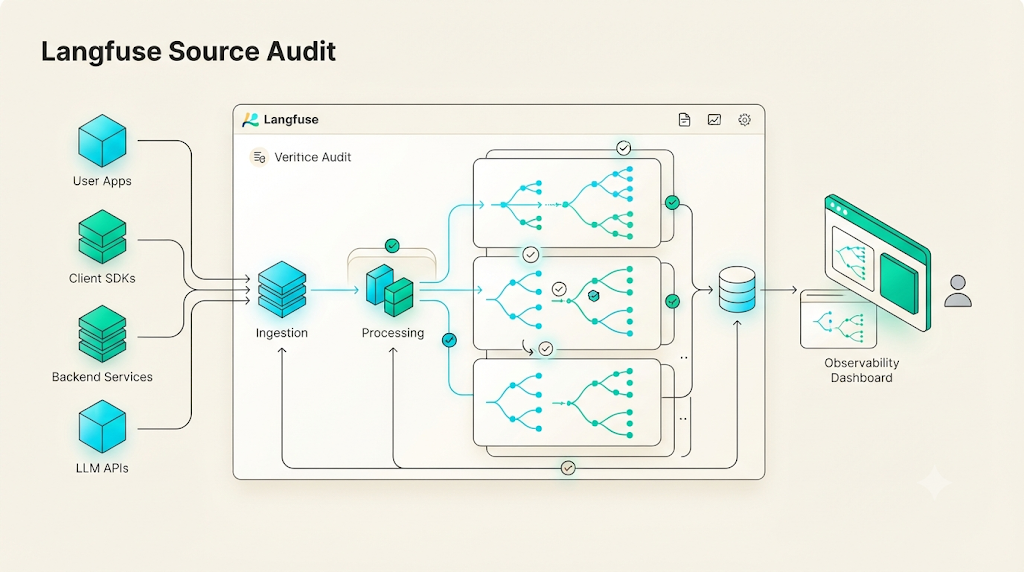 Langfuse Source Audit
Langfuse
Veritice Audit
User Apps
Client SDKs
Backend Services
LLM APIs
Ingestion
Processing
Observability
Dashboard